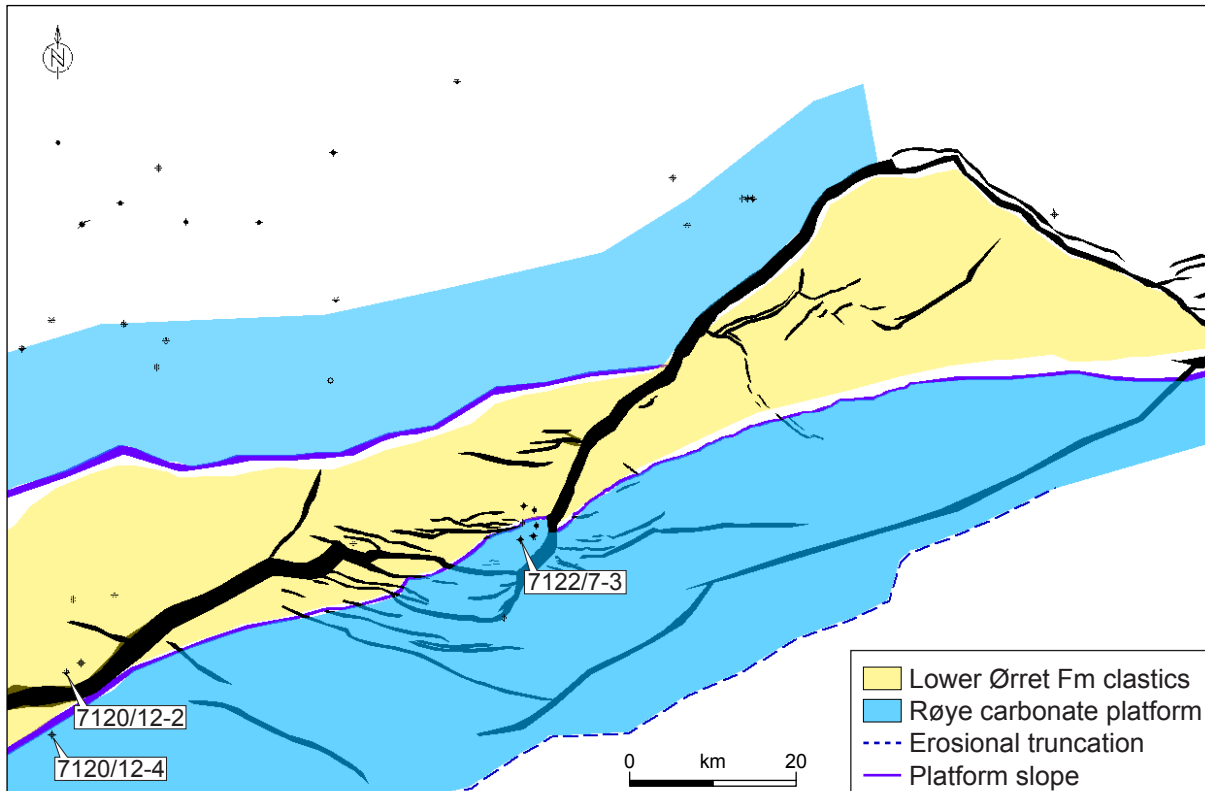 N
7122/7-3
7120/12-2
7120/12-4
0 km 20
Lower Ørret Fm clastics
Røye carbonate platform
Erosional truncation
Platform slope